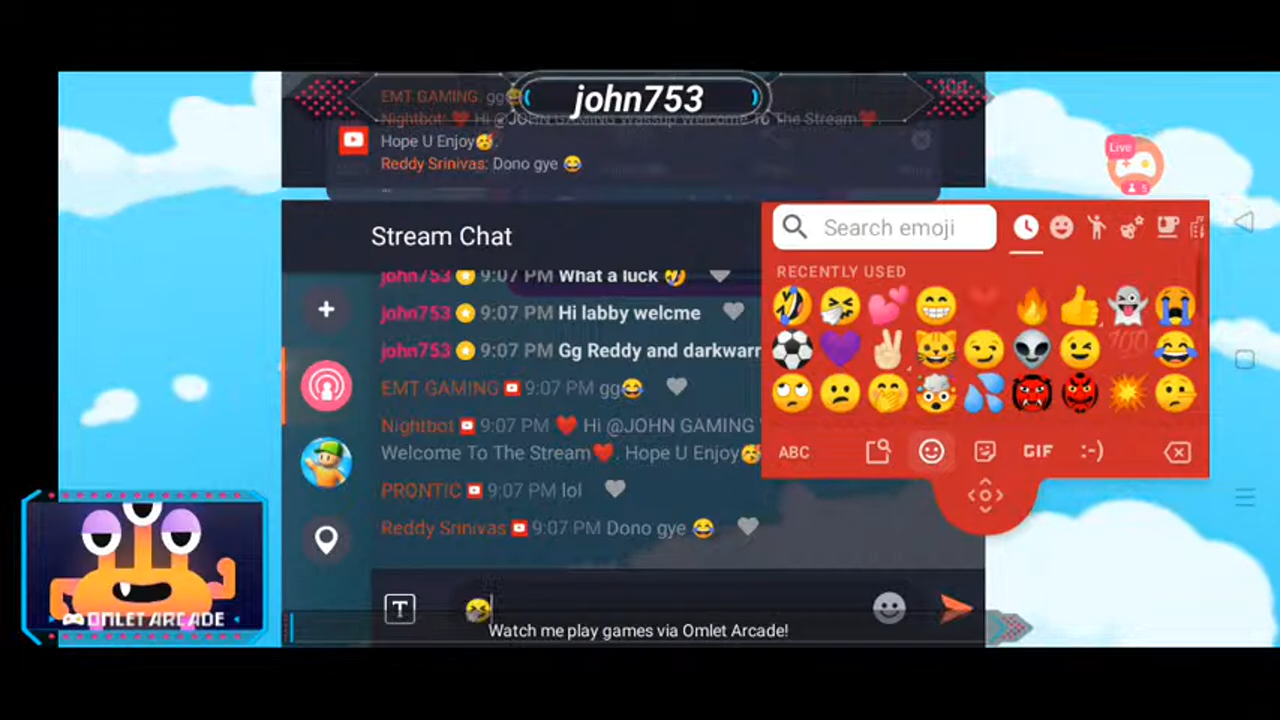 john753
EMT GAMING: gg😂
Nightbot: ❤️ Hi @JOHN GAMING Wassup Welcome To The Stream❤️.
Hope U Enjoy🥳.
Reddy Srinivas: Dono gye 😂
Live
5
Stream Chat
john753 9:07 PM What a luck 🤣
john753 9:07 PM Hi labby welcme
john753 9:07 PM Gg Reddy and darkwarr
EMT GAMING 9:07 PM gg😂
Nightbot 9:07 PM ❤️ Hi @JOHN GAMING
Welcome To The Stream❤️. Hope U Enjoy🥳
PRONTIC 9:07 PM lol
Reddy Srinivas 9:07 PM Dono gye 😂
Search emoji
RECENTLY USED
100
ABC
GIF
:-)
T
Watch me play games via Omlet Arcade!
OMLET ARCADE